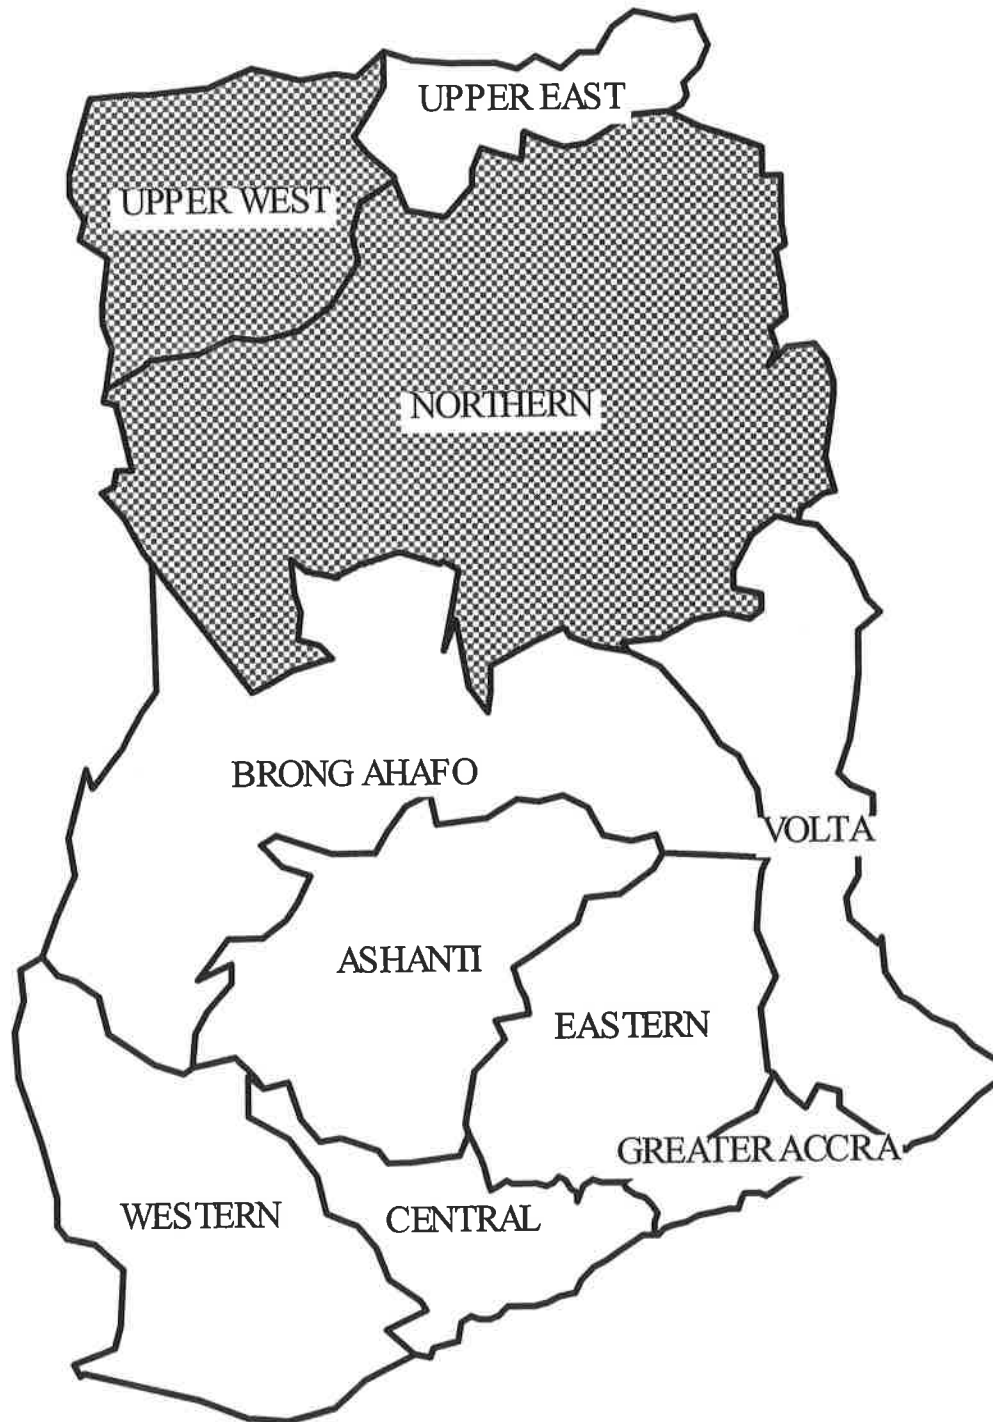 UPPER EAST
UPPER WEST
NORTHERN
BRONG AHAFO
VOLTA
ASHANTI
EASTERN
GREATER ACCRA
WESTERN
CENTRAL